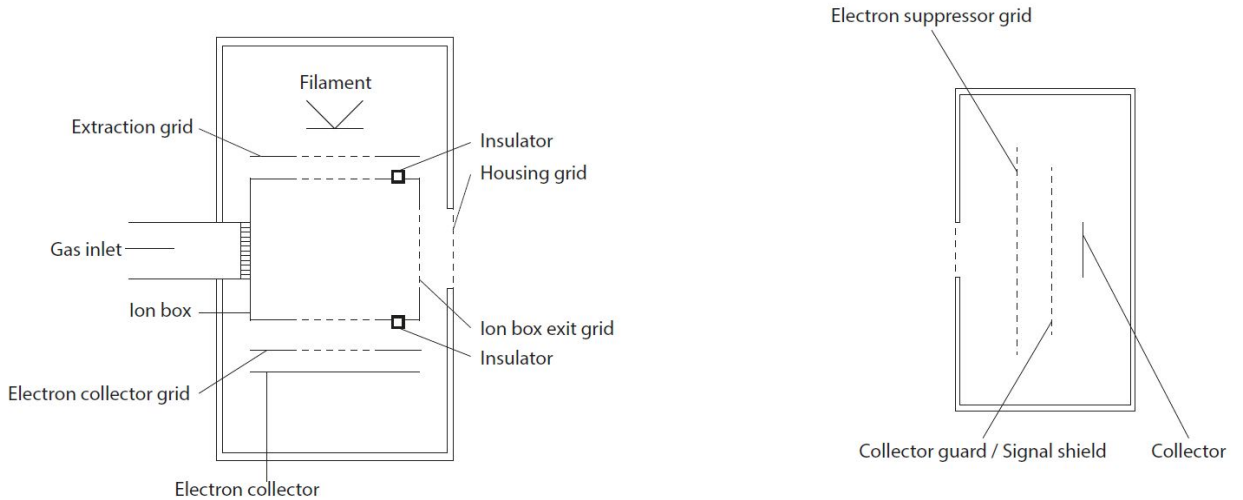 Filament
Extraction grid
Insulator
Housing grid
Gas inlet
Ion box
Ion box exit grid
Insulator
Electron collector grid
Electron collector
Electron suppressor grid
Collector guard / Signal shield
Collector